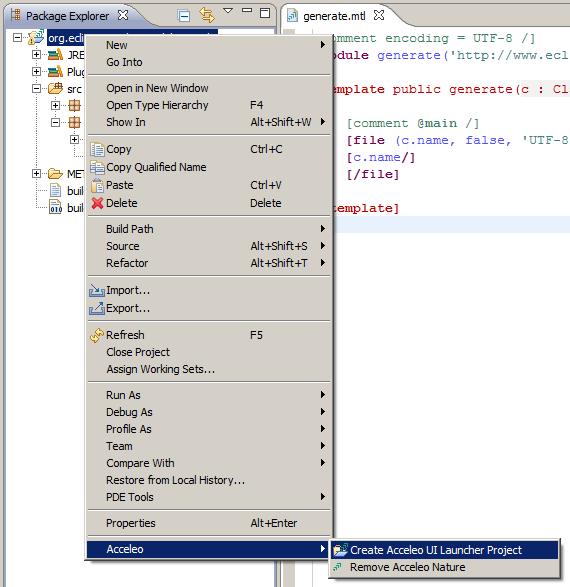 Package Explorer
generate.mtl
org.ecli
JRE
Plug
src
MET
buil
buil
comment encoding = UTF-8 /]
dule generate('http://www.ecl
template public generate(c : Cl
[comment @main /]
[file (c.name, false, 'UTF-8
[c.name/]
[/file]
template]
New
Go Into
Open in New Window
Open Type Hierarchy F4
Show In Alt+Shift+W
Copy Ctrl+C
Copy Qualified Name
Paste Ctrl+V
Delete Delete
Build Path
Source Alt+Shift+S
Refactor Alt+Shift+T
Import...
Export...
Refresh F5
Close Project
Assign Working Sets...
Run As
Debug As
Profile As
Team
Compare With
Restore from Local History...
PDE Tools
Properties Alt+Enter
Acceleo
Create Acceleo UI Launcher Project
Remove Acceleo Nature